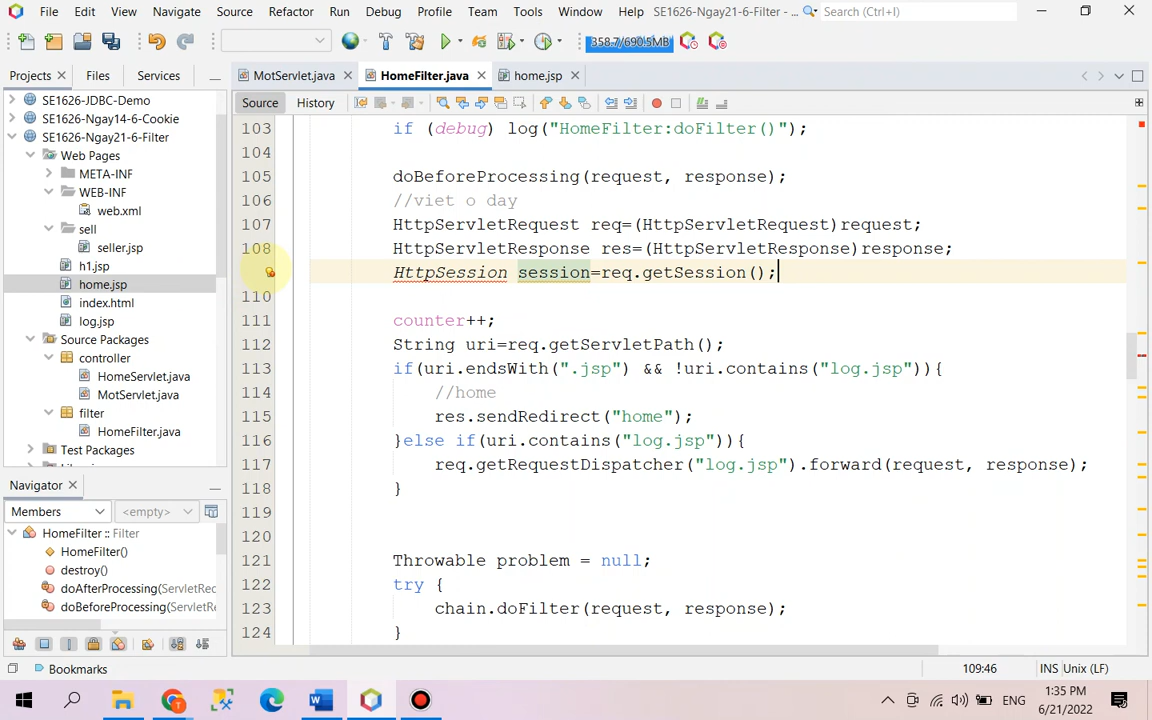 File Edit View Navigate Source Refactor Run Debug Profile Team Tools Window Help SE1626-Ngay21-6-Filter - ... Search (Ctrl+I)
358.7/690.5MB
Projects Files Services
MotServlet.java HomeFilter.java home.jsp
SE1626-JDBC-Demo
SE1626-Ngay14-6-Cookie
SE1626-Ngay21-6-Filter
Web Pages
META-INF
WEB-INF
web.xml
sell
seller.jsp
h1.jsp
home.jsp
index.html
log.jsp
Source Packages
controller
HomeServlet.java
MotServlet.java
filter
HomeFilter.java
Test Packages
Navigator
Members <empty>
HomeFilter :: Filter
HomeFilter()
destroy()
doAfterProcessing(ServletRec
doBeforeProcessing(ServletRe
Source History
103 if (debug) log("HomeFilter:doFilter()");
104
105 doBeforeProcessing(request, response);
106 //viet o day
107 HttpServletRequest req=(HttpServletRequest)request;
108 HttpServletResponse res=(HttpServletResponse)response;
HttpSession session=req.getSession();
110
111 counter++;
112 String uri=req.getServletPath();
113 if(uri.endsWith(".jsp") && !uri.contains("log.jsp")){
114 //home
115 res.sendRedirect("home");
116 }else if(uri.contains("log.jsp")){
117 req.getRequestDispatcher("log.jsp").forward(request, response);
118 }
119
120
121 Throwable problem = null;
122 try {
123 chain.doFilter(request, response);
124 }
Bookmarks
109:46 INS Unix (LF)
ENG
1:35 PM
6/21/2022